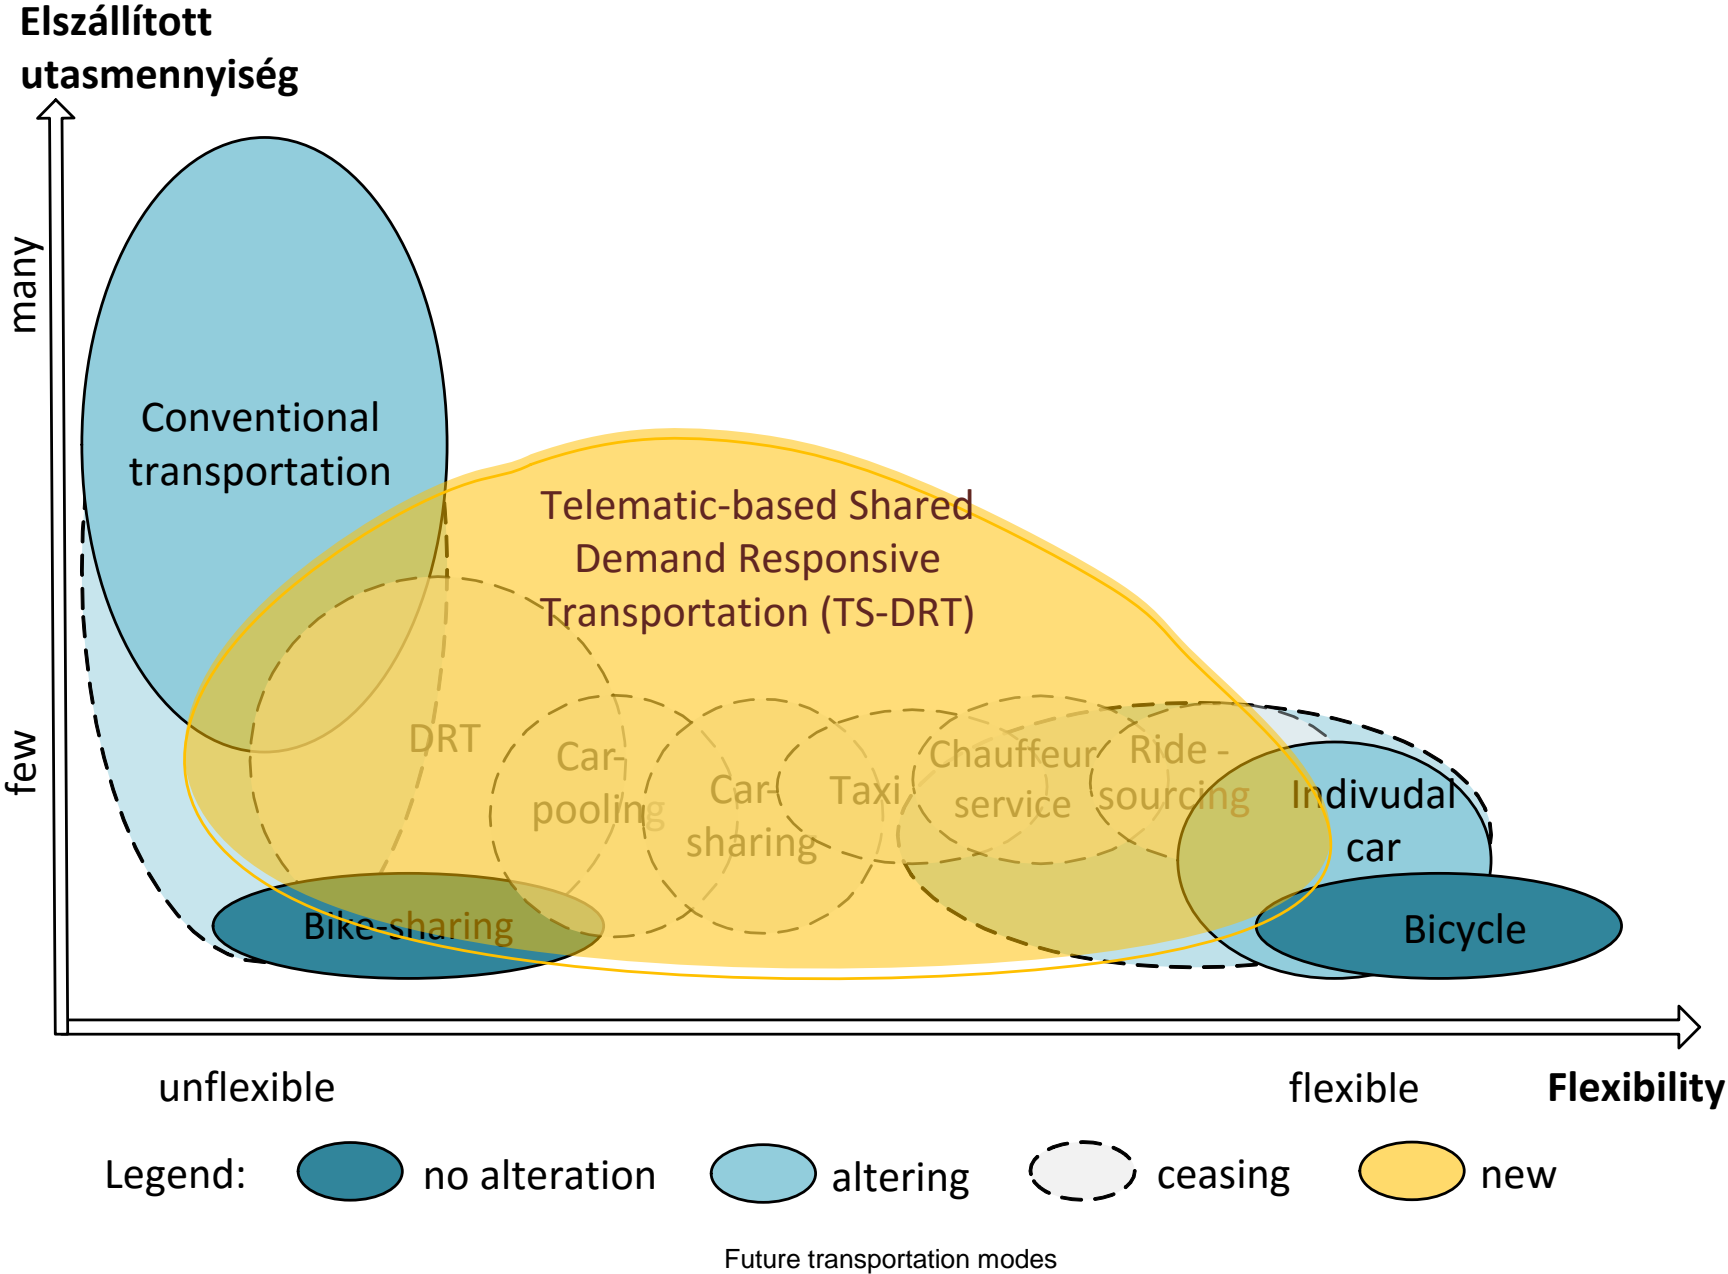 Elszállított
utasmennyiség
many
few
Conventional
transportation
Telematic-based Shared
Demand Responsive
Transportation (TS-DRT)
DRT
Car-
pooling
Car-
sharing
Taxi
Chauffeur
service
Ride -
sourcing
Indivudal
car
Bike-sharing
Bicycle
unflexible
flexible
Flexibility
Legend:
no alteration
altering
ceasing
new
Future transportation modes